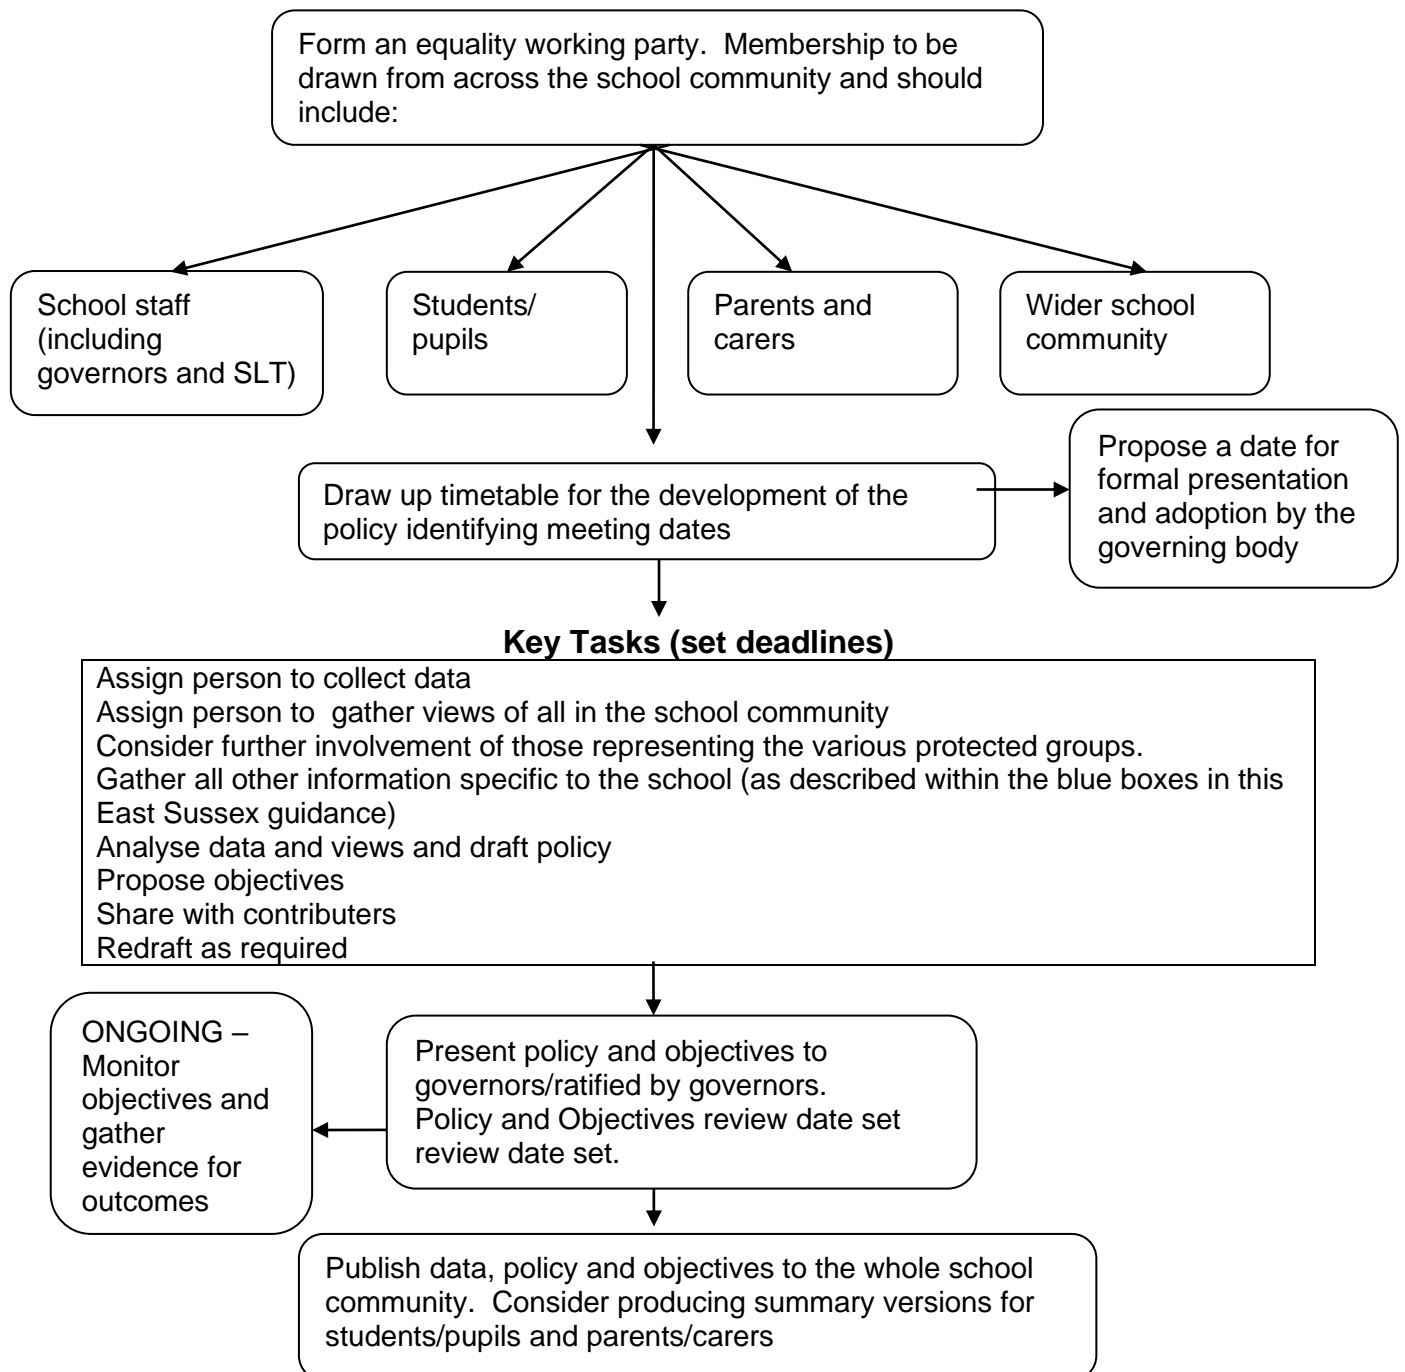 Form an equality working party.  Membership to be
drawn from across the school community and should
include:
School staff
(including
governors and SLT)
Students/
pupils
Parents and
carers
Wider school
community
Draw up timetable for the development of the
policy identifying meeting dates
Propose a date for
formal presentation
and adoption by the
governing body
Key Tasks (set deadlines)
Assign person to collect data
Assign person to  gather views of all in the school community
Consider further involvement of those representing the various protected groups.
Gather all other information specific to the school (as described within the blue boxes in this
East Sussex guidance)
Analyse data and views and draft policy
Propose objectives
Share with contributers
Redraft as required
ONGOING –
Monitor
objectives and
gather
evidence for
outcomes
Present policy and objectives to
governors/ratified by governors.
Policy and Objectives review date set
review date set.
Publish data, policy and objectives to the whole school
community.  Consider producing summary versions for
students/pupils and parents/carers